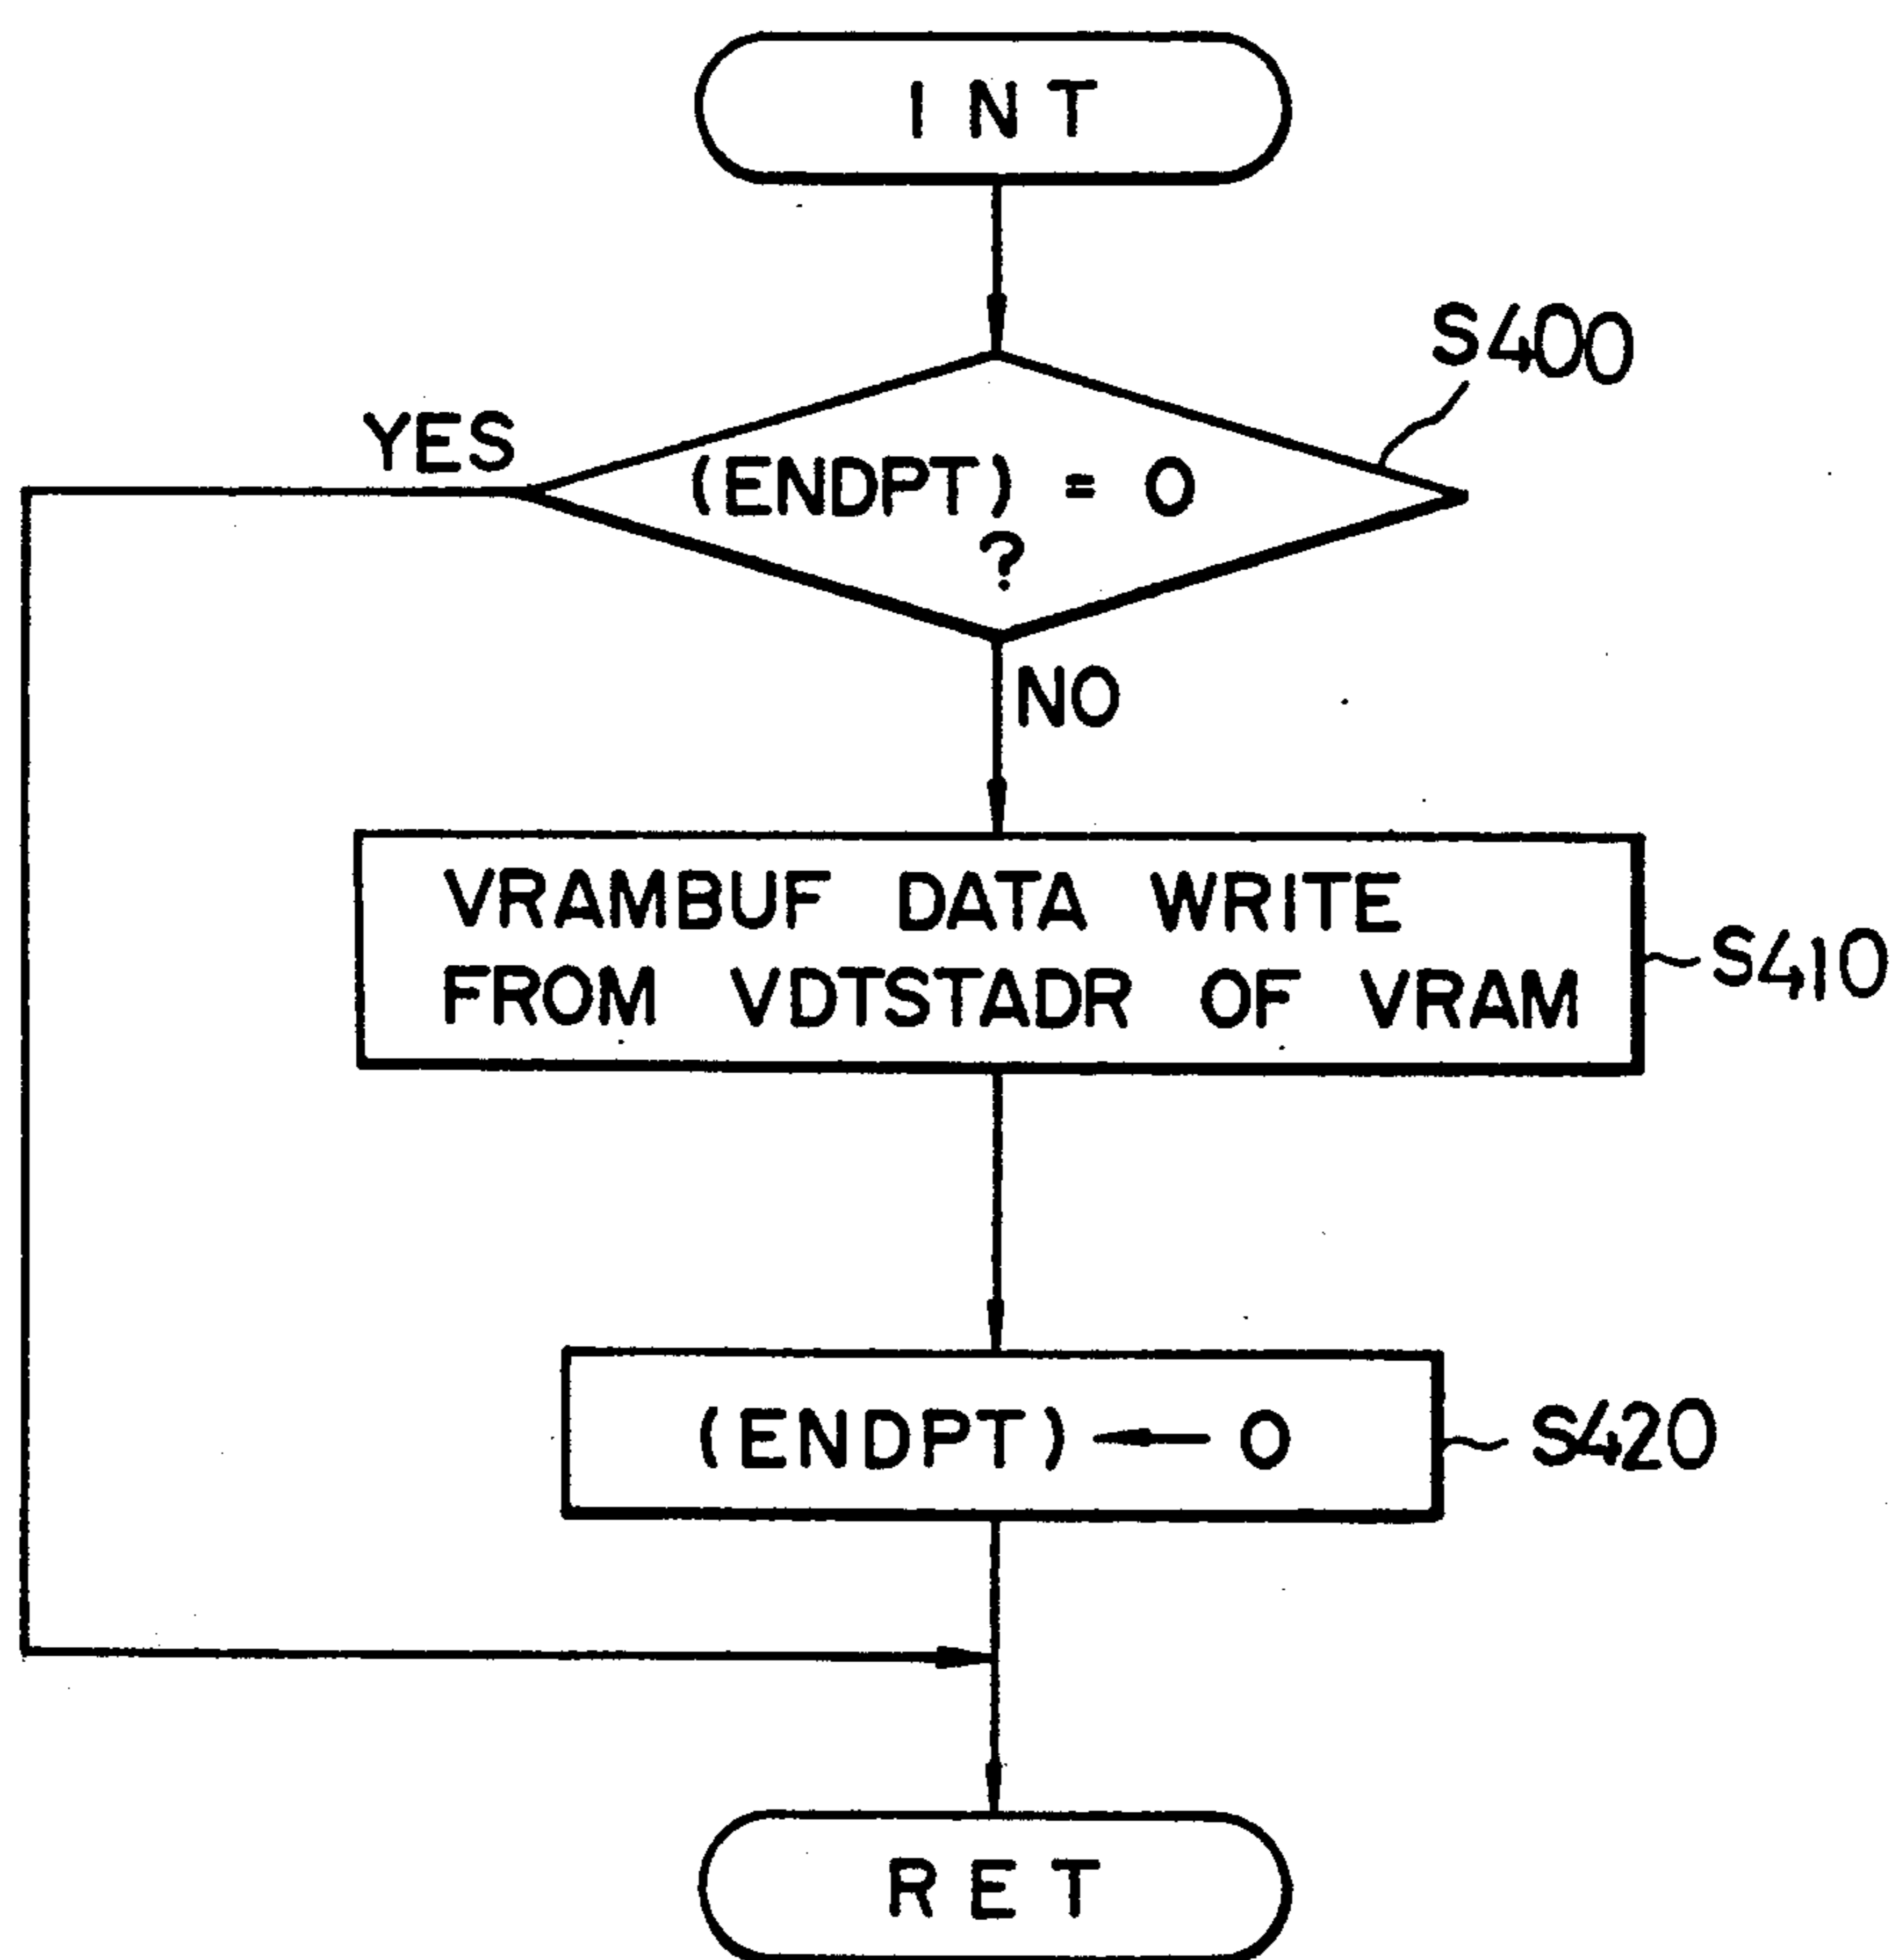 INT
S400
YES
(ENDPT) = 0
?
NO
VRAMBUF DATA WRITE
FROM VDTSTADR OF VRAM
S410
(ENDPT) ← 0
S420
RET